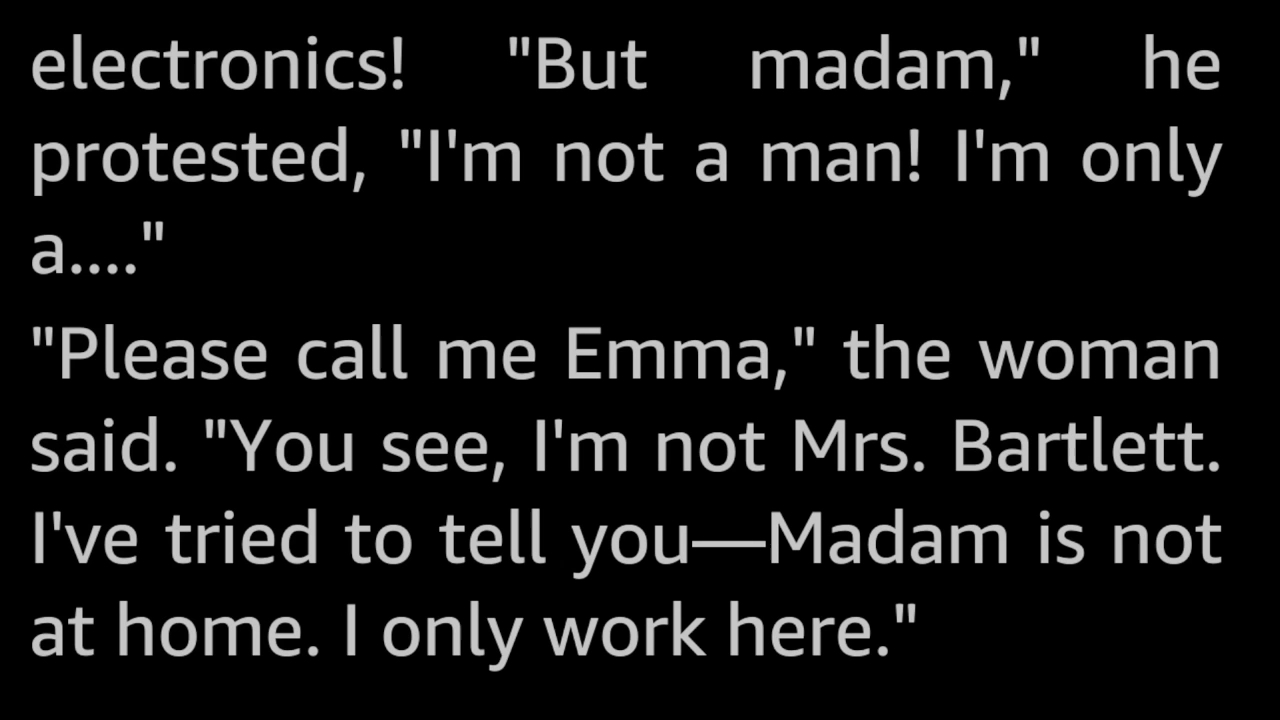 electronics! "But madam," he
protested, "I'm not a man! I'm only
a...."
"Please call me Emma," the woman
said. "You see, I'm not Mrs. Bartlett.
I've tried to tell you—Madam is not
at home. I only work here."